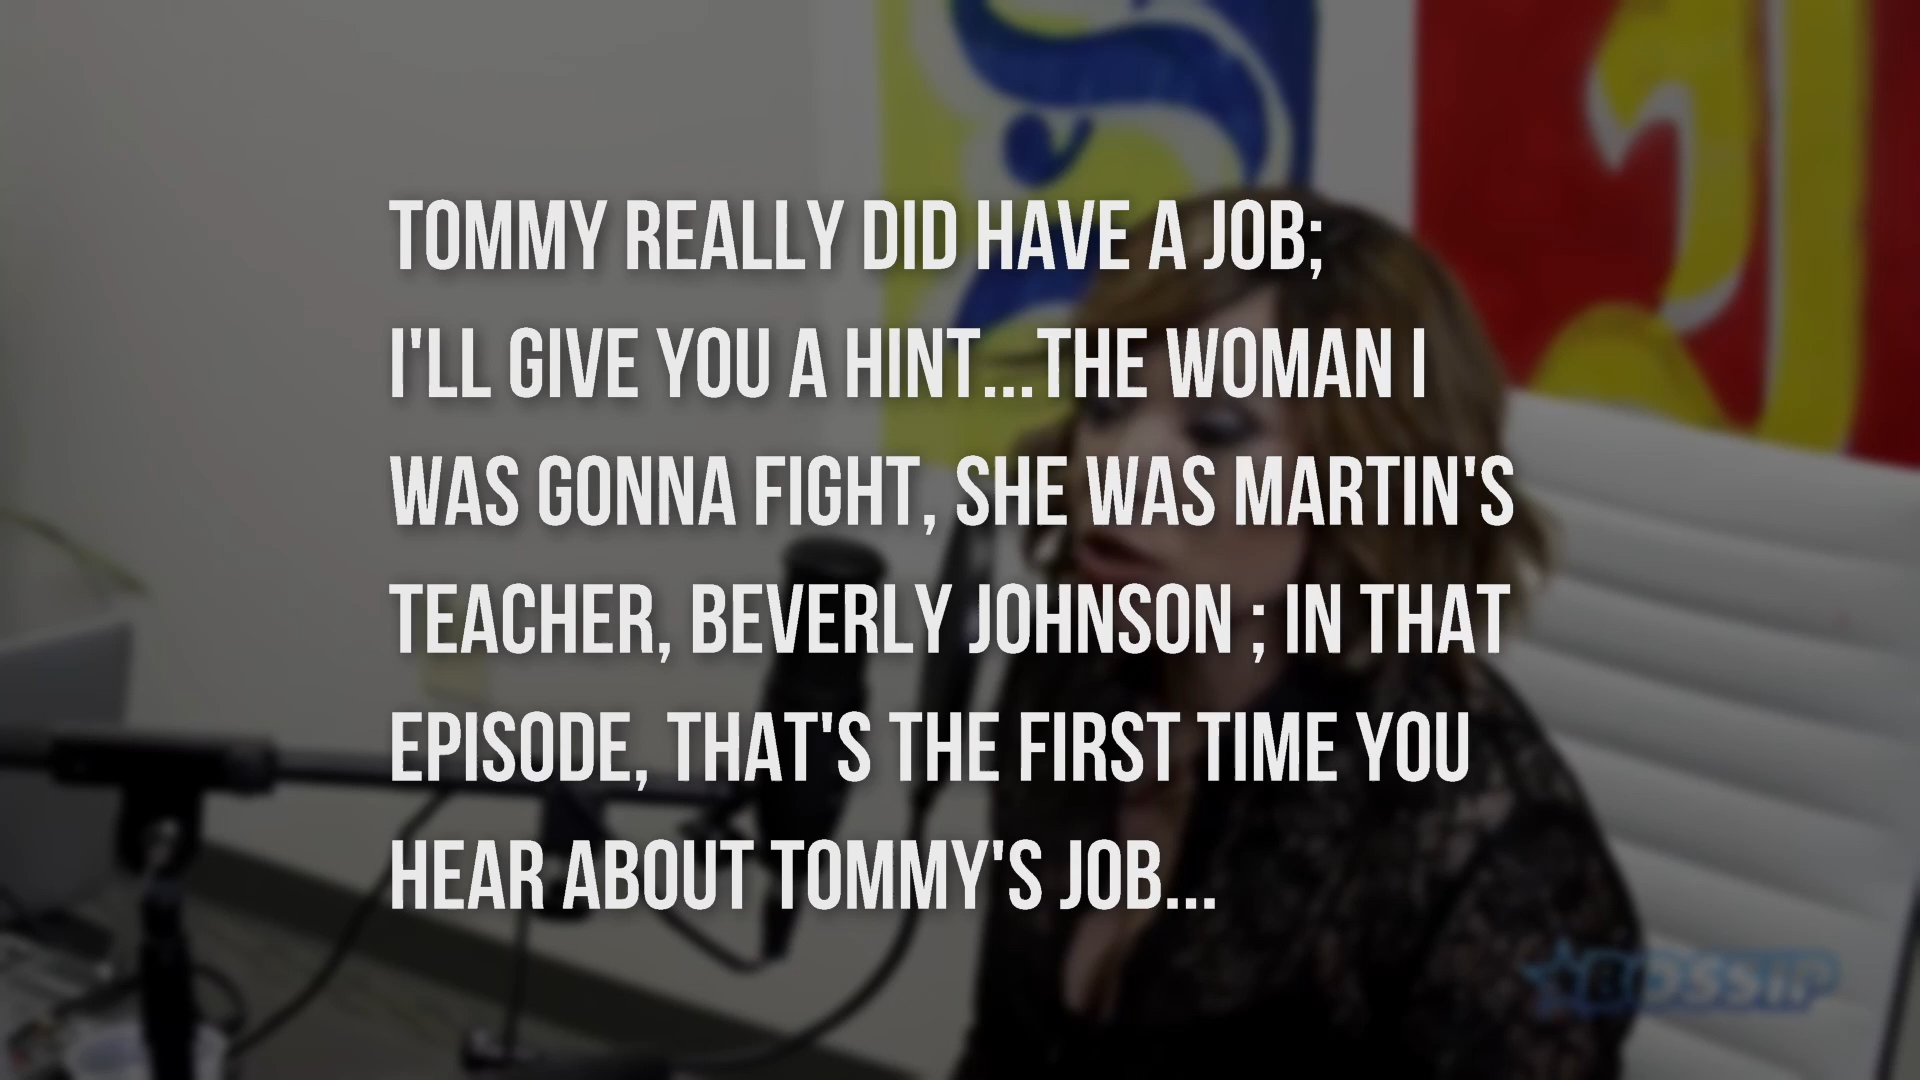 TOMMY REALLY DID HAVE A JOB;
I'LL GIVE YOU A HINT...THE WOMAN I
WAS GONNA FIGHT, SHE WAS MARTIN'S
TEACHER, BEVERLY JOHNSON ; IN THAT
EPISODE, THAT'S THE FIRST TIME YOU
HEAR ABOUT TOMMY'S JOB...
BOSSIP